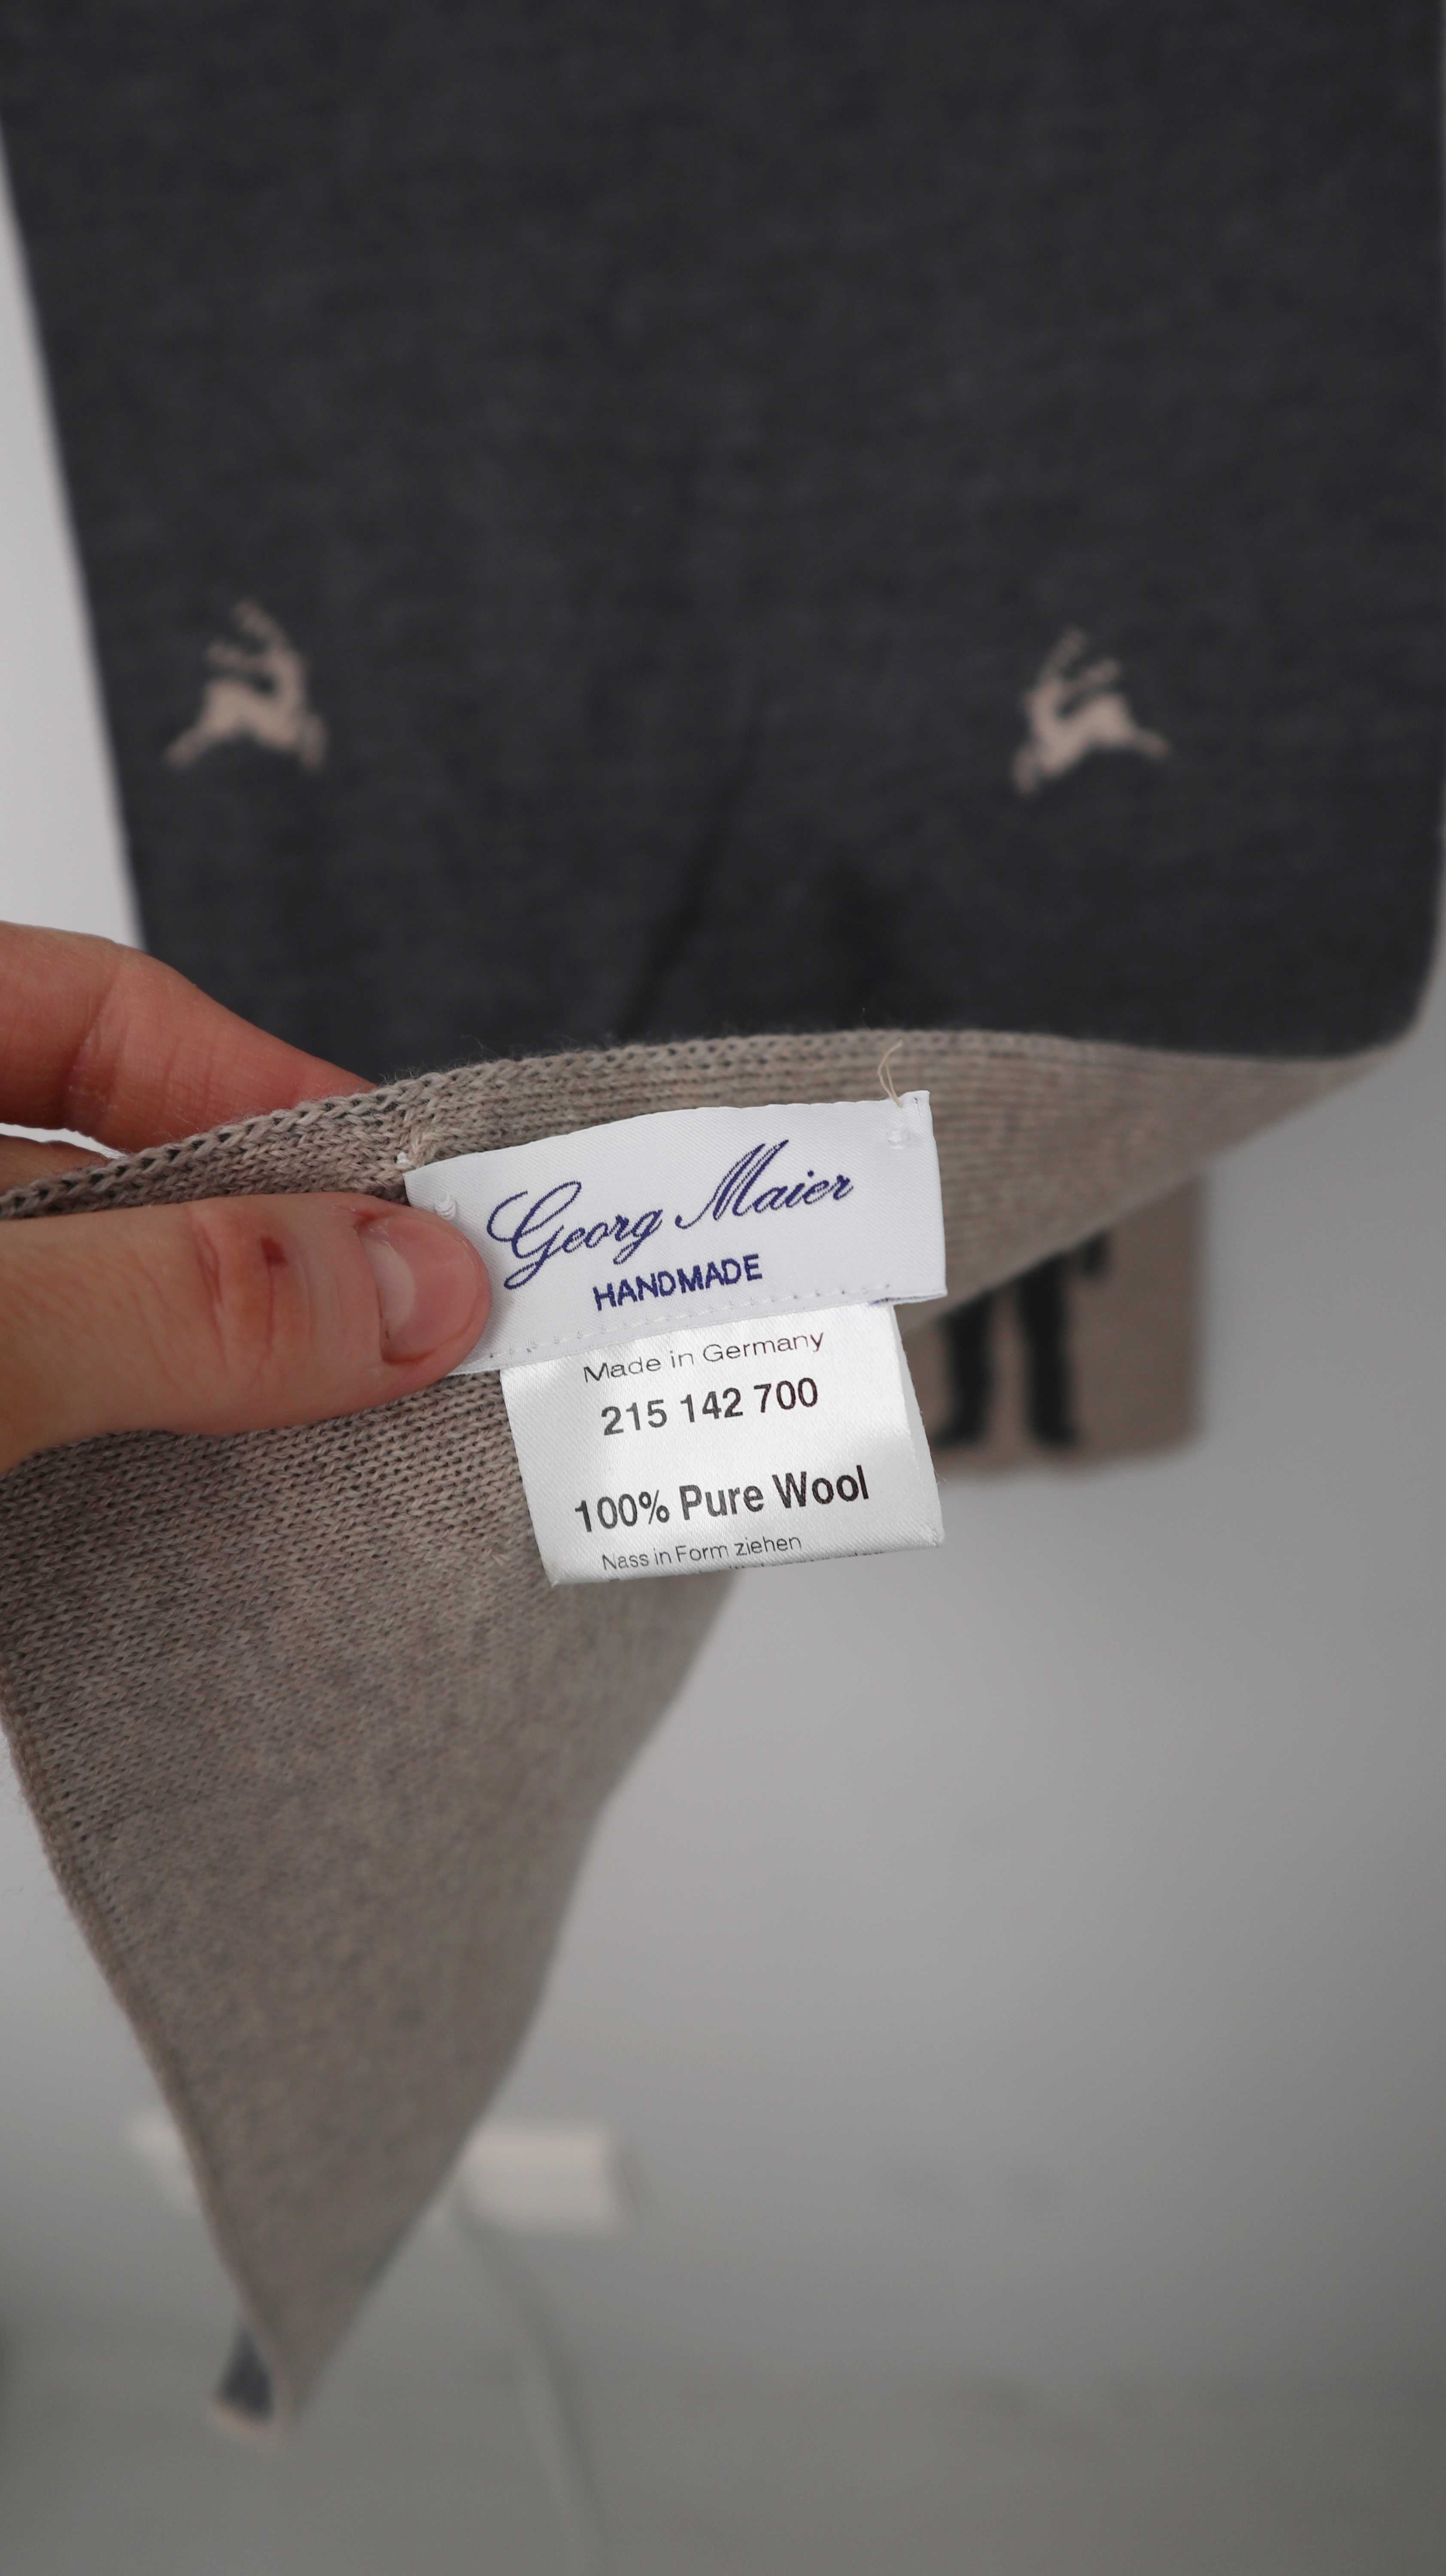 Georg Maier
HANDMADE
Made in Germany
215 142 700
100% Pure Wool
Nass in Form ziehen